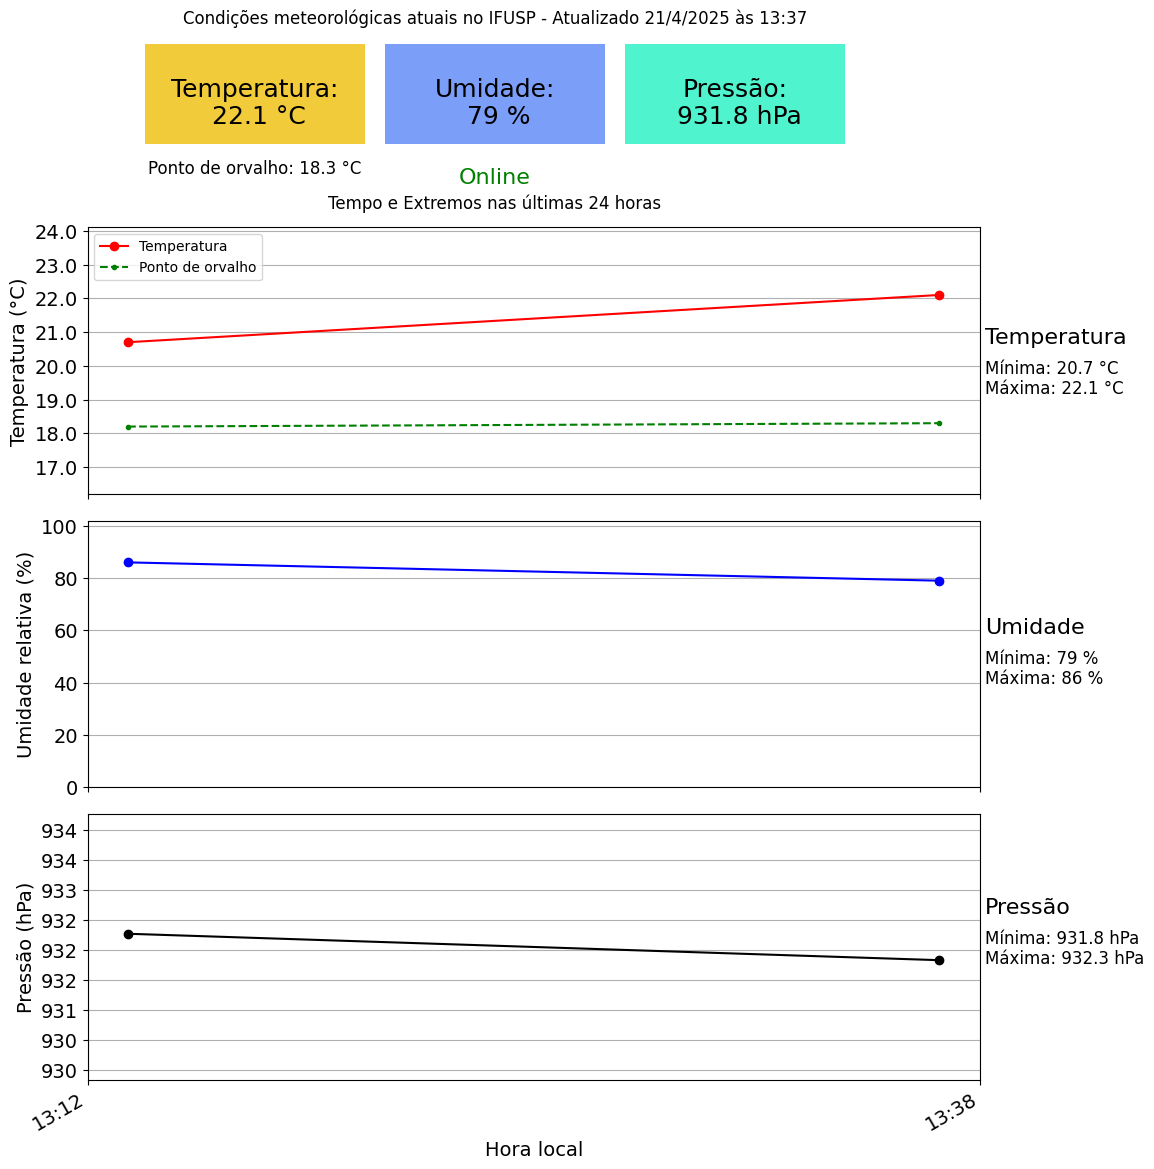 Condições meteorológicas atuais no IFUSP - Atualizado 21/4/2025 às 13:37
Temperatura:
22.1 °C
Umidade:
79 %
Pressão:
931.8 hPa
Ponto de orvalho: 18.3 °C
Online
Tempo e Extremos nas últimas 24 horas
Temperatura (°C)
24.0
23.0
22.0
21.0
20.0
19.0
18.0
17.0
Temperatura
Ponto de orvalho
Temperatura
Mínima: 20.7 °C
Máxima: 22.1 °C
Umidade relativa (%)
100
80
60
40
20
0
Umidade
Mínima: 79 %
Máxima: 86 %
Pressão (hPa)
934
934
933
932
932
932
931
930
930
Pressão
Mínima: 931.8 hPa
Máxima: 932.3 hPa
13:12
13:38
Hora local